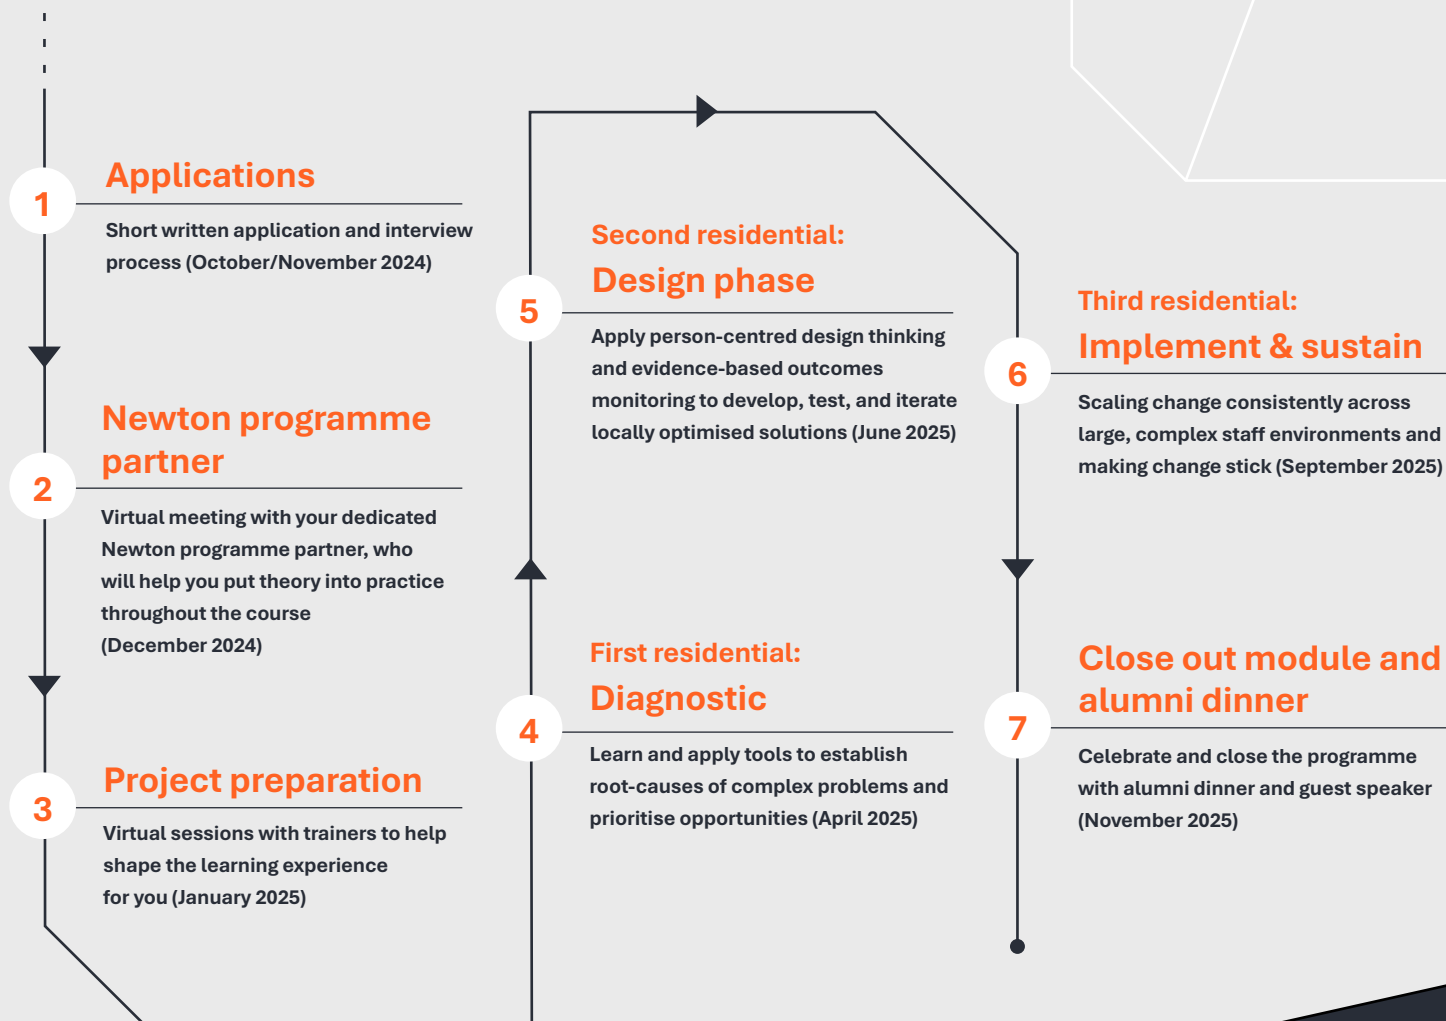 1
Applications
Short written application and interview
process (October/November 2024)
2
Newton programme
partner
Virtual meeting with your dedicated
Newton programme partner, who
will help you put theory into practice
throughout the course
(December 2024)
3
Project preparation
Virtual sessions with trainers to help
shape the learning experience
for you (January 2025)
4
First residential:
Diagnostic
Learn and apply tools to establish
root-causes of complex problems and
prioritise opportunities (April 2025)
5
Second residential:
Design phase
Apply person-centred design thinking
and evidence-based outcomes
monitoring to develop, test, and iterate
locally optimised solutions (June 2025)
6
Third residential:
Implement & sustain
Scaling change consistently across
large, complex staff environments and
making change stick (September 2025)
7
Close out module and
alumni dinner
Celebrate and close the programme
with alumni dinner and guest speaker
(November 2025)